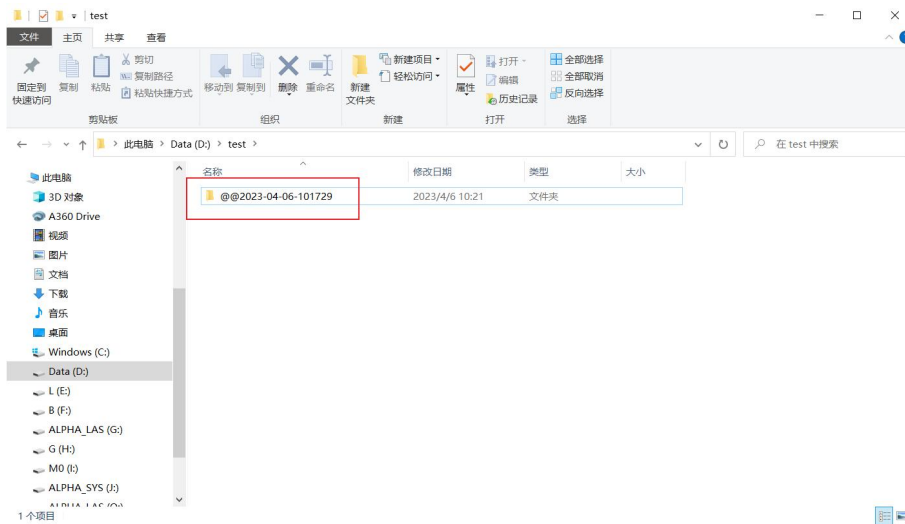 test
文件 主页 共享 查看
固定到快速访问
复制
粘贴
剪切
复制路径
粘贴快捷方式
剪贴板
移动到
复制到
删除
重命名
组织
新建文件夹
新建项目
轻松访问
新建
属性
打开
编辑
历史记录
打开
全部选择
全部取消
反向选择
选择
此电脑 > Data (D:) > test >
在 test 中搜索
名称 修改日期 类型 大小
@@2023-04-06-101729 2023/4/6 10:21 文件夹
此电脑
3D 对象
A360 Drive
视频
图片
文档
下载
音乐
桌面
Windows (C:)
Data (D:)
L (E:)
B (F:)
ALPHA_LAS (G:)
G (H:)
M0 (I:)
ALPHA_SYS (J:)
1 个项目